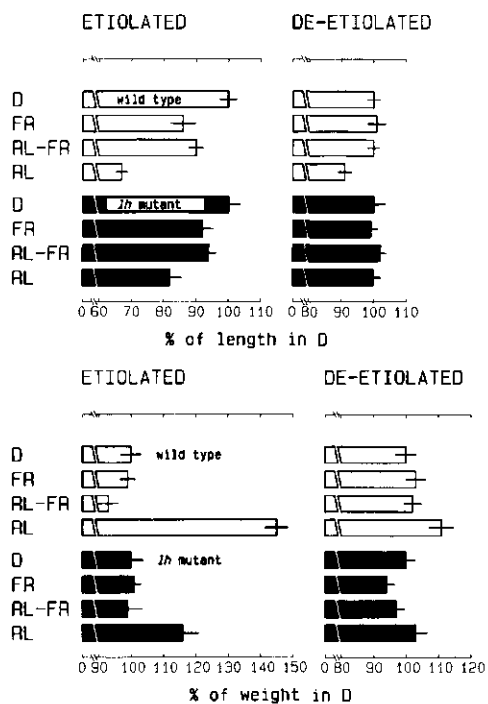 ETIOLATED DE-ETIOLATED
D wild type
FR
RL-FR
RL
D lh mutant
FR
RL-FR
RL
0 60 70 80 90 100 110 0 80 90 100 110
% of length in D
ETIOLATED DE-ETIOLATED
D wild type
FR
RL-FR
RL
D lh mutant
FR
RL-FR
RL
0 90 100 110 120 130 140 150 0 80 90 100 110 120
% of weight in D